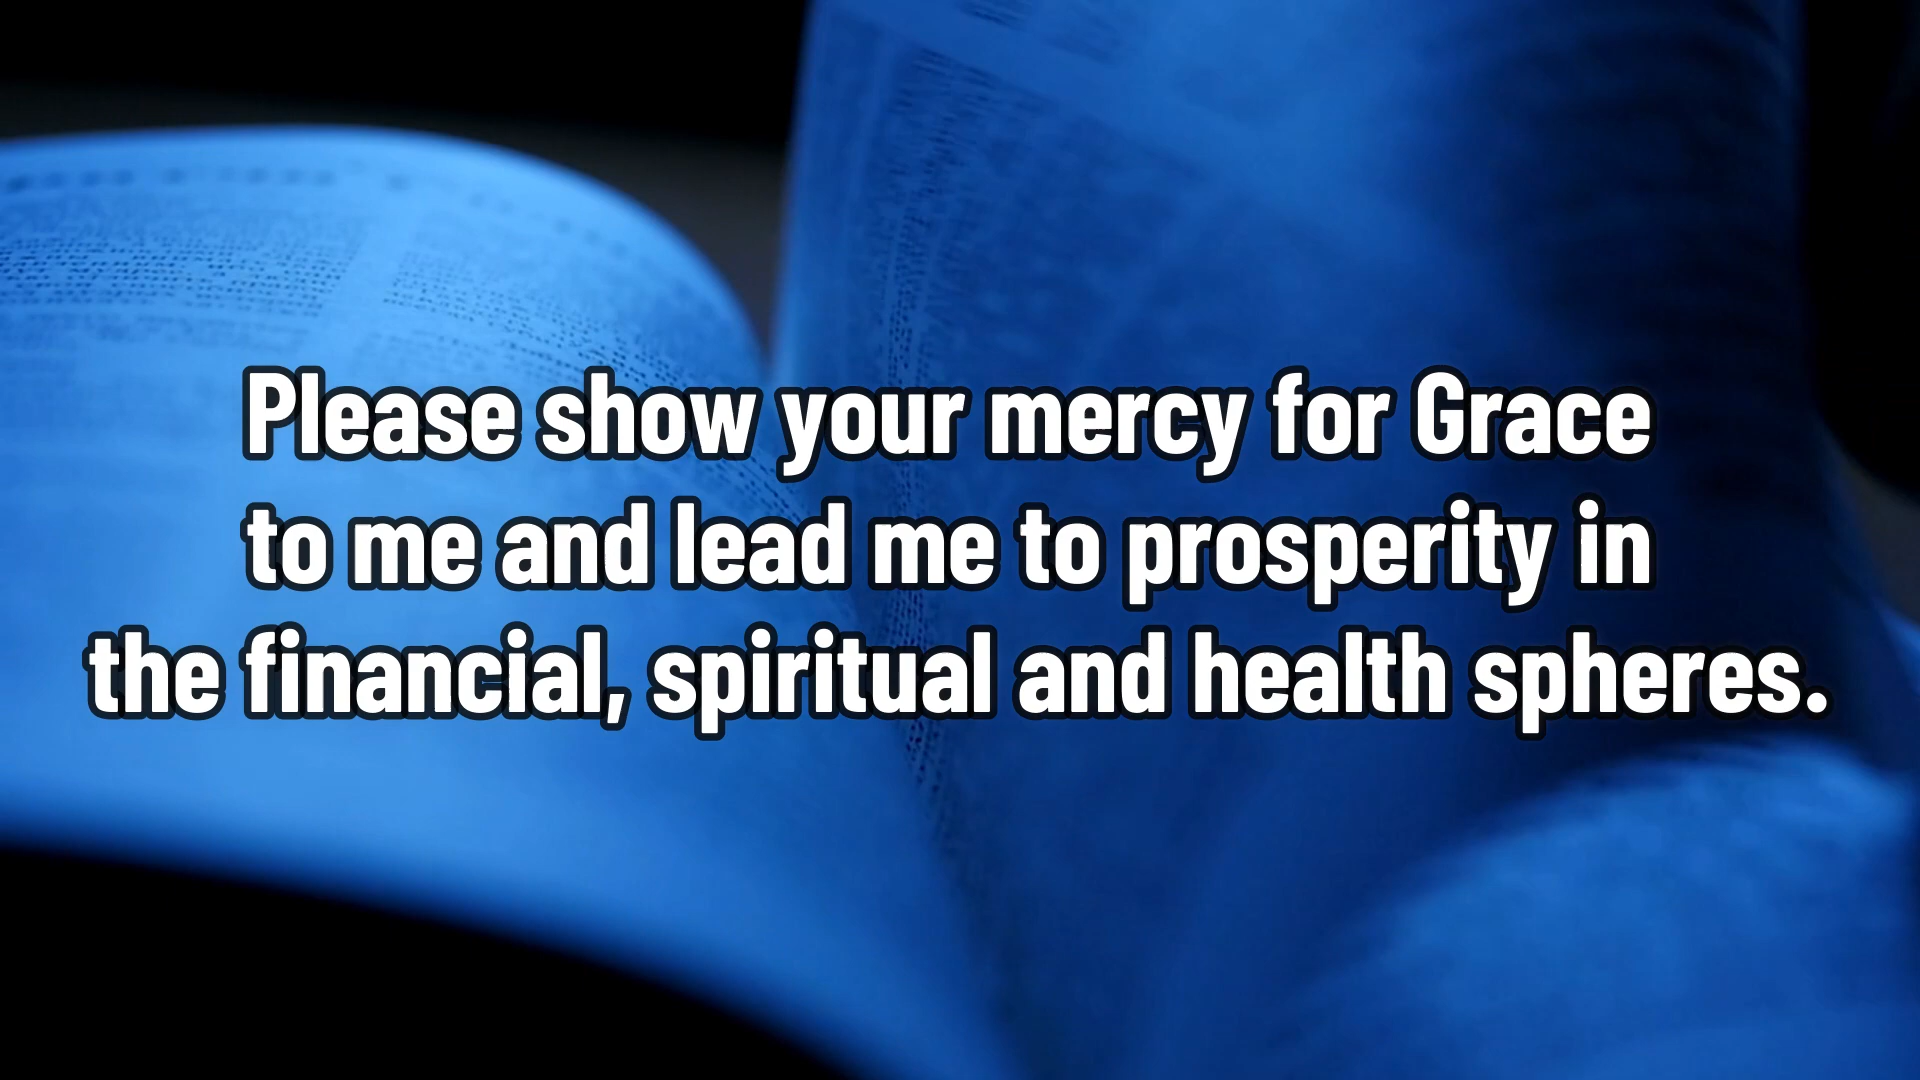 Please show your mercy for Grace
to me and lead me to prosperity in
the financial, spiritual and health spheres.